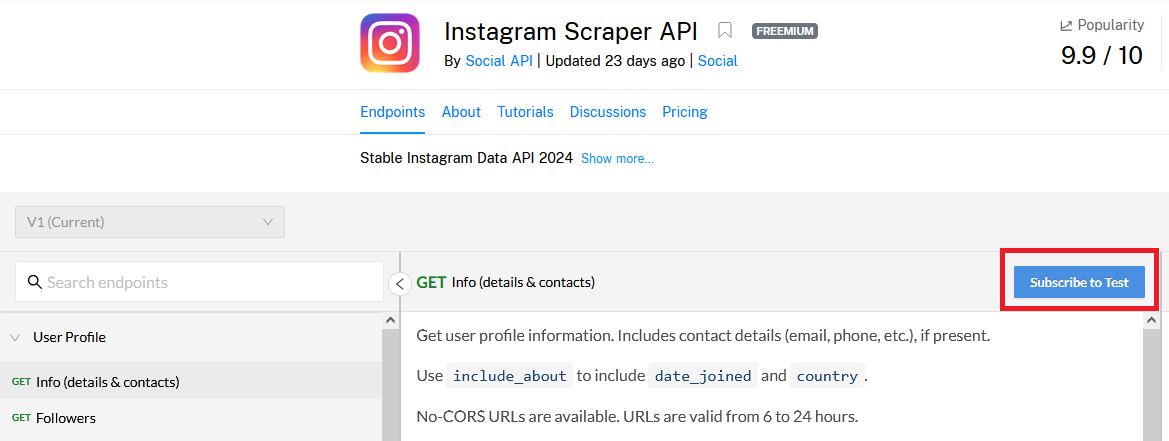 Instagram Scraper API FREEMIUM
Popularity
9.9 / 10
By Social API | Updated 23 days ago | Social
Endpoints About Tutorials Discussions Pricing
Stable Instagram Data API 2024 Show more...
V1 (Current)
Search endpoints
GET Info (details & contacts)
Subscribe to Test
User Profile
GET Info (details & contacts)
GET Followers
Get user profile information. Includes contact details (email, phone, etc.), if present.
Use include_about to include date_joined and country.
No-CORS URLs are available. URLs are valid from 6 to 24 hours.